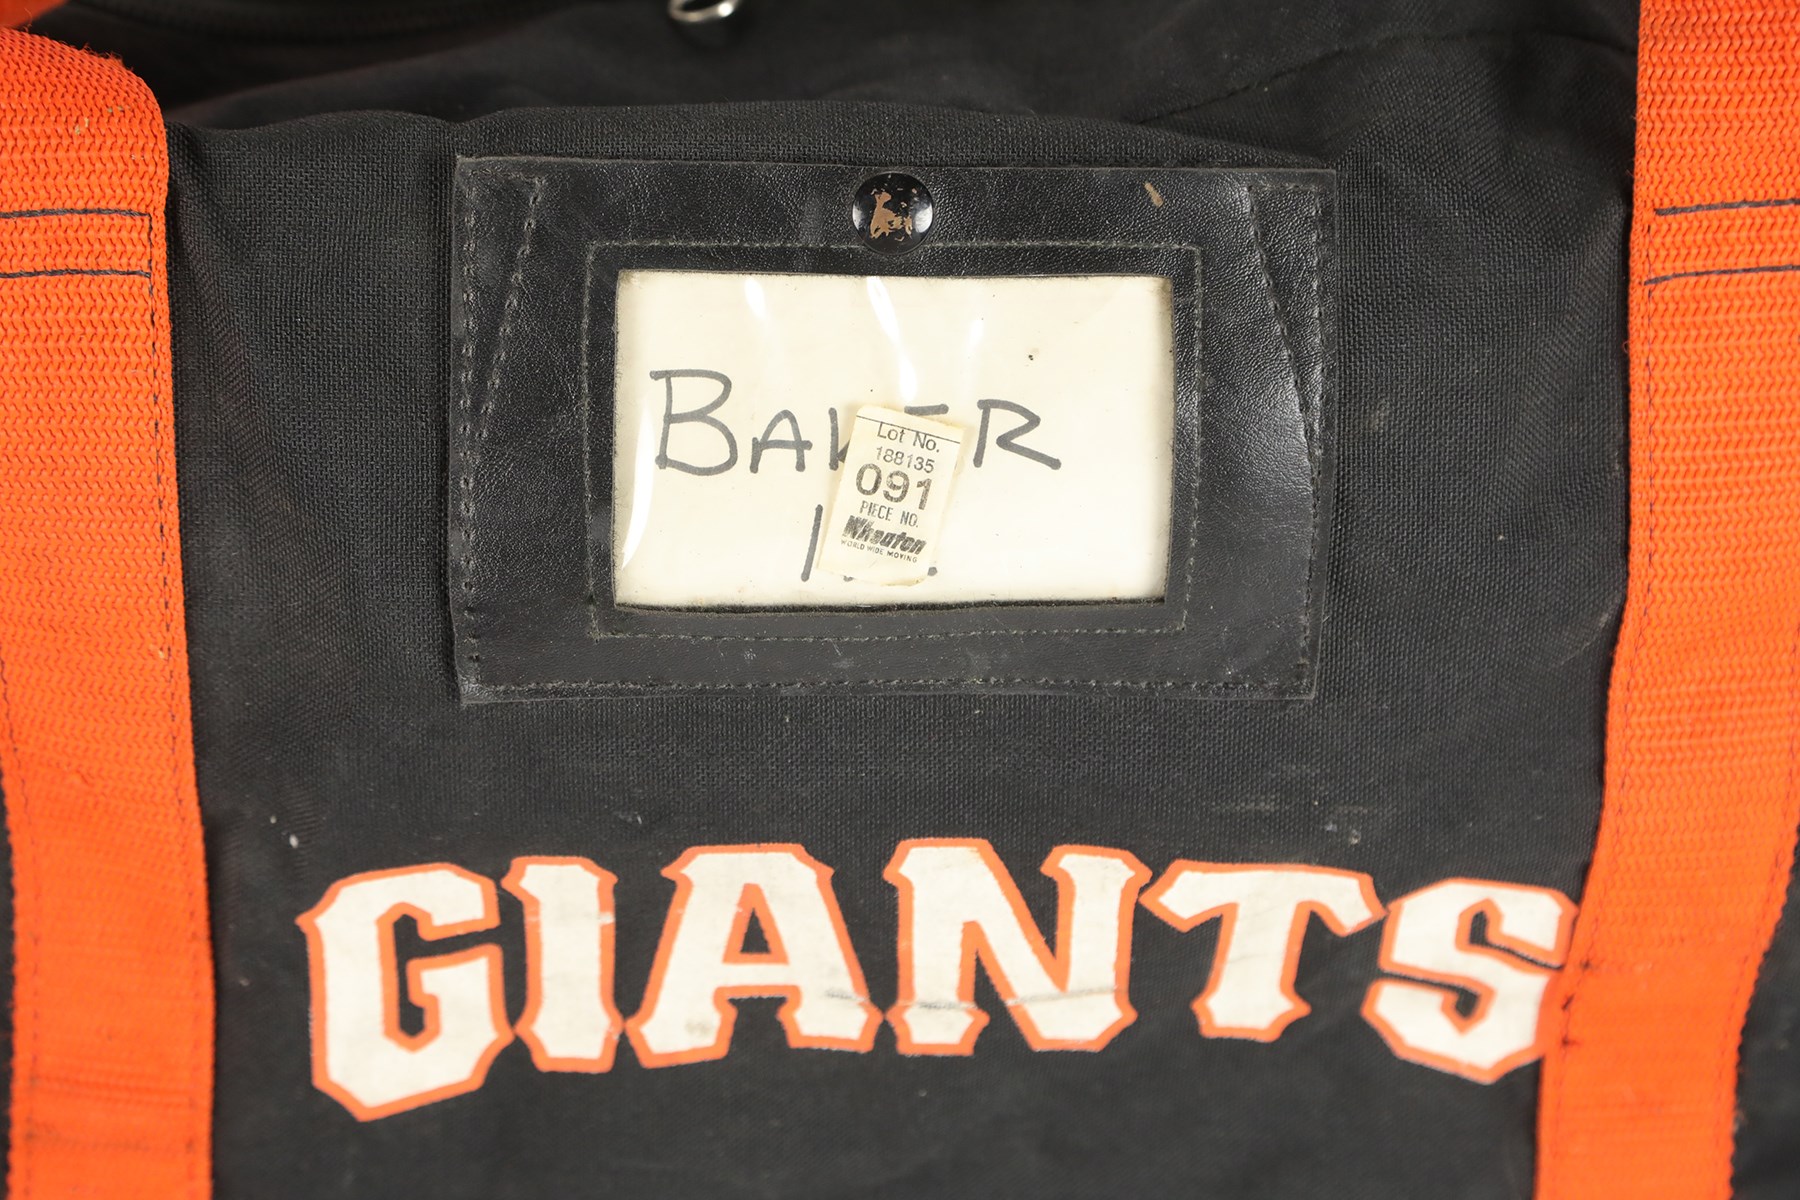 BAKER
Lot No.
188135
091
PIECE NO.
Wheaton
WORLD WIDE MOVING
GIANTS